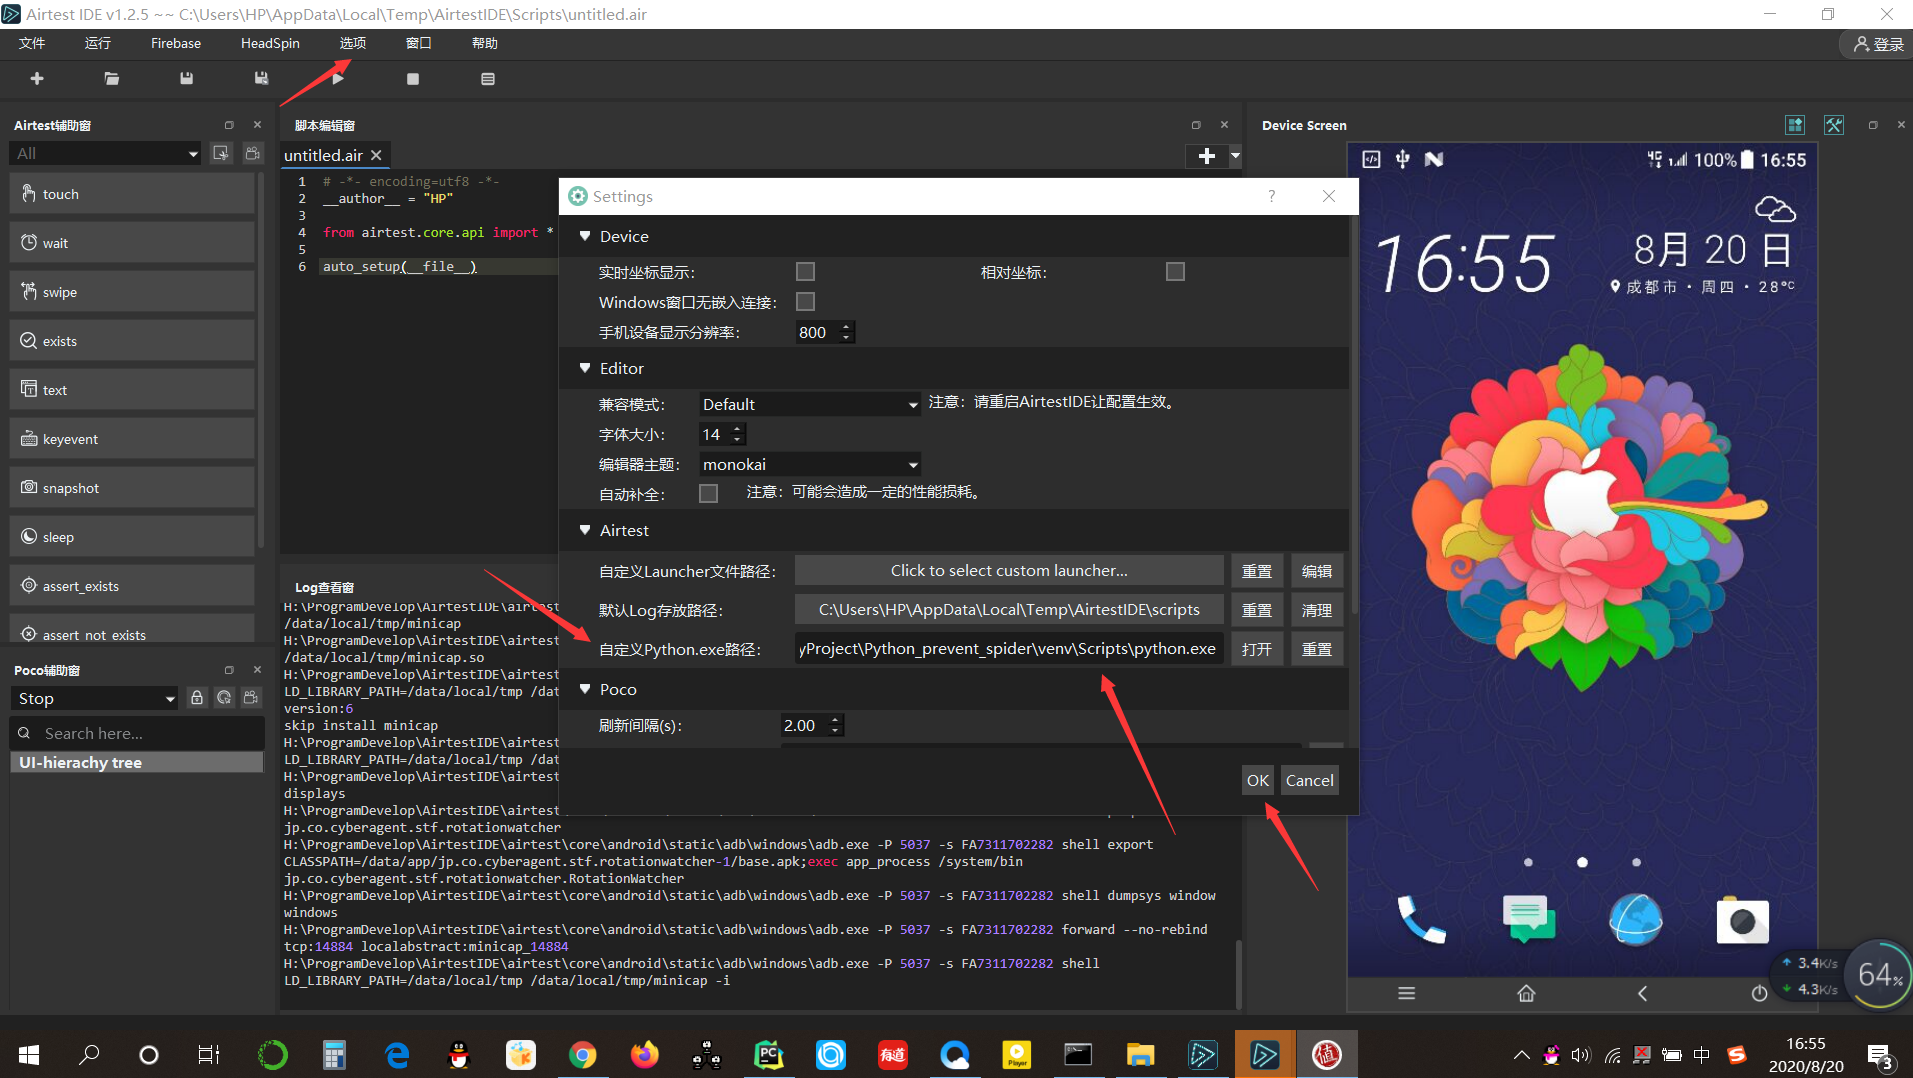 Airtest IDE v1.2.5 ~~ C:\Users\HP\AppData\Local\Temp\AirtestIDE\Scripts\untitled.air
文件 运行 Firebase HeadSpin 选项 窗口 帮助
登录
Airtest辅助窗
All
touch
wait
swipe
exists
text
keyevent
snapshot
sleep
assert_exists
assert_not_exists
Poco辅助窗
Stop
Search here...
UI-hierachy tree
脚本编辑窗
untitled.air
1 # -*- encoding=utf8 -*-
2 __author__ = "HP"
3
4 from airtest.core.api import *
5
6 auto_setup(__file__)
Log查看窗
H:\ProgramDevelop\AirtestIDE\airtest
/data/local/tmp/minicap
H:\ProgramDevelop\AirtestIDE\airtest
/data/local/tmp/minicap.so
H:\ProgramDevelop\AirtestIDE\airtest
LD_LIBRARY_PATH=/data/local/tmp /dat
version:6
skip install minicap
H:\ProgramDevelop\AirtestIDE\airtest
LD_LIBRARY_PATH=/data/local/tmp /dat
H:\ProgramDevelop\AirtestIDE\airtest
displays
H:\ProgramDevelop\AirtestIDE\airtest
jp.co.cyberagent.stf.rotationwatcher
H:\ProgramDevelop\AirtestIDE\airtest\core\android\static\adb\windows\adb.exe -P 5037 -s FA7311702282 shell export
CLASSPATH=/data/app/jp.co.cyberagent.stf.rotationwatcher-1/base.apk;exec app_process /system/bin
jp.co.cyberagent.stf.rotationwatcher.RotationWatcher
H:\ProgramDevelop\AirtestIDE\airtest\core\android\static\adb\windows\adb.exe -P 5037 -s FA7311702282 shell dumpsys window
windows
H:\ProgramDevelop\AirtestIDE\airtest\core\android\static\adb\windows\adb.exe -P 5037 -s FA7311702282 forward --no-rebind
tcp:14884 localabstract:minicap_14884
H:\ProgramDevelop\AirtestIDE\airtest\core\android\static\adb\windows\adb.exe -P 5037 -s FA7311702282 shell
LD_LIBRARY_PATH=/data/local/tmp /data/local/tmp/minicap -i
Settings
?
Device
实时坐标显示: 相对坐标:
Windows窗口无嵌入连接:
手机设备显示分辨率: 800
Editor
兼容模式: Default 注意：请重启AirtestIDE让配置生效。
字体大小: 14
编辑器主题: monokai
自动补全: 注意：可能会造成一定的性能损耗。
Airtest
自定义Launcher文件路径: Click to select custom launcher... 重置 编辑
默认Log存放路径: C:\Users\HP\AppData\Local\Temp\AirtestIDE\scripts 重置 清理
自定义Python.exe路径: yProject\Python_prevent_spider\venv\Scripts\python.exe 打开 重置
Poco
刷新间隔(s): 2.00
OK Cancel
Device Screen
4G 100% 16:55
16:55
8月 20 日
成都市 • 周四 • 28°C
3.4K/s
4.3K/s
64%
PC
有道
Player
值
中
16:55
2020/8/20
3